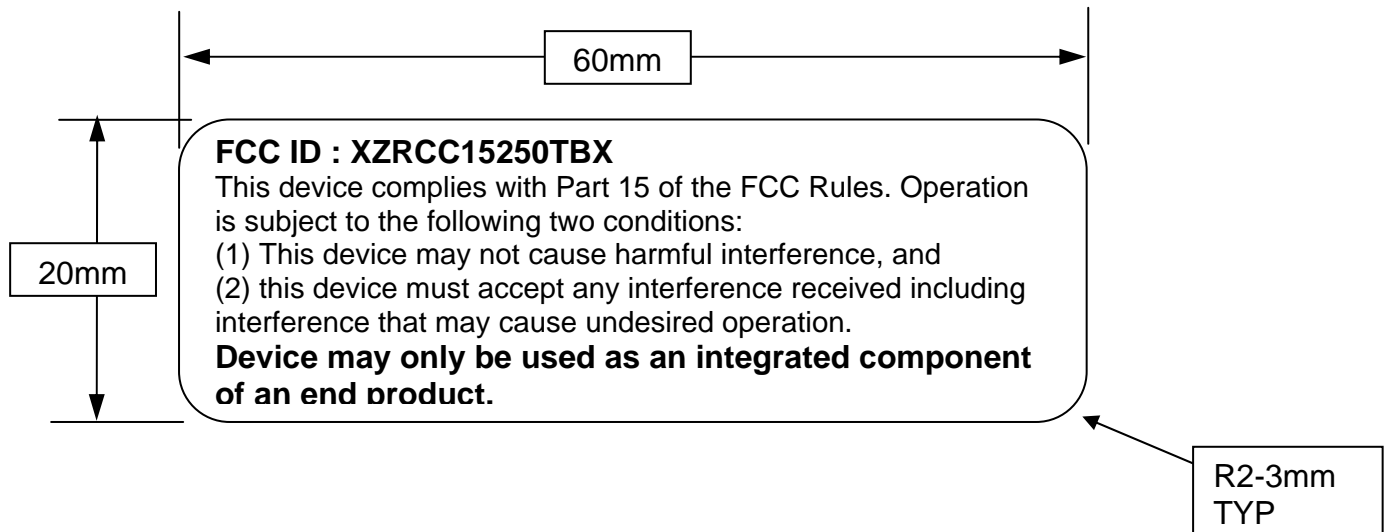 60mm
FCC ID : XZRCC15250TBX
This device complies with Part 15 of the FCC Rules. Operation
is subject to the following two conditions:
(1) This device may not cause harmful interference, and
20mm
(2) this device must accept any interference received including
interference that may cause undesired operation.
Device may only be used as an integrated component
of an end product.
R2-3mm
TYP